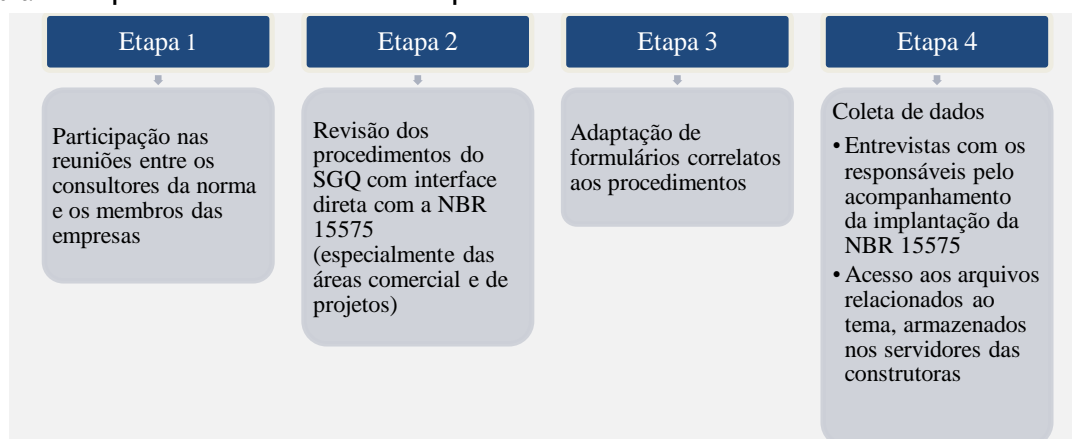 Etapa 1
Participação nas
reuniões entre os
consultores da norma
e os membros das
empresas
Etapa 2
Revisão dos
procedimentos do
SGQ com interface
direta com a NBR
15575
(especialmente das
áreas comercial e de
projetos)
Etapa 3
Adaptação de
formulários correlatos
aos procedimentos
Etapa 4
Coleta de dados
• Entrevistas com os
responsáveis pelo
acompanhamento
da implantação da
NBR 15575
• Acesso aos arquivos
relacionados ao
tema, armazenados
nos servidores das
construtoras